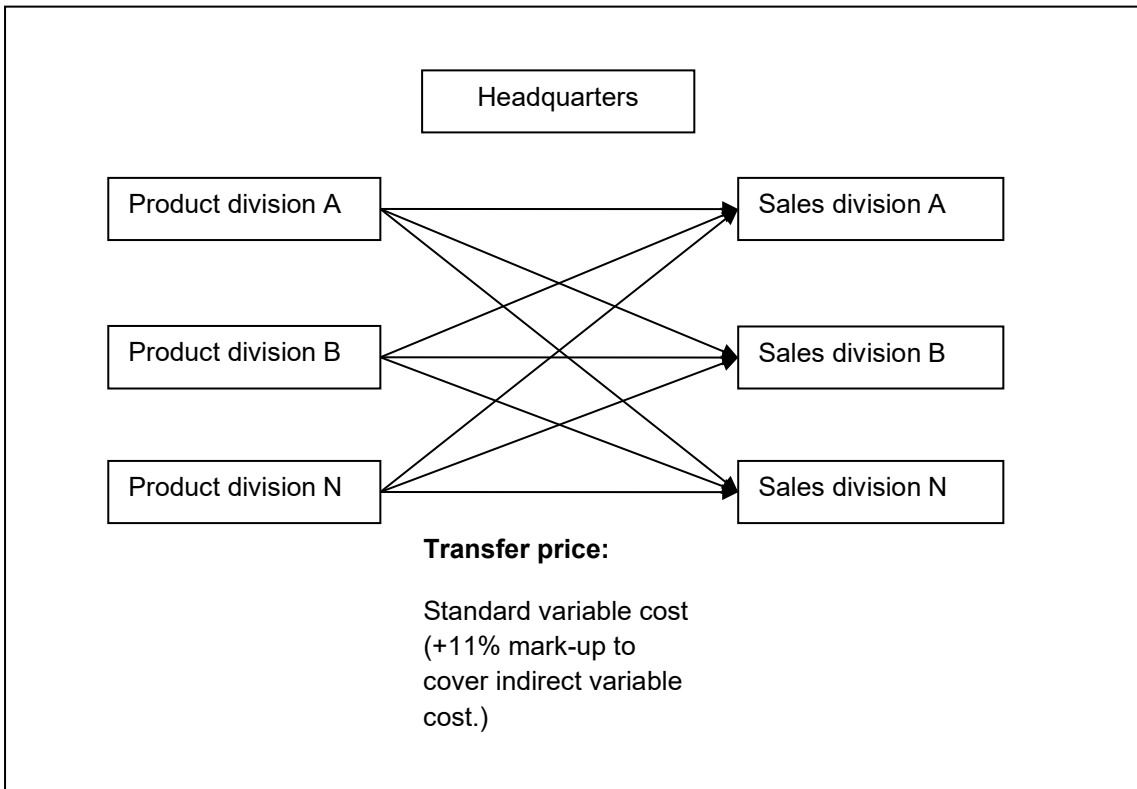 Headquarters
Product division A
Sales division A
Product division B
Sales division B
Product division N
Sales division N
Transfer price:
Standard variable cost
(+11% mark-up to
cover indirect variable
cost.)